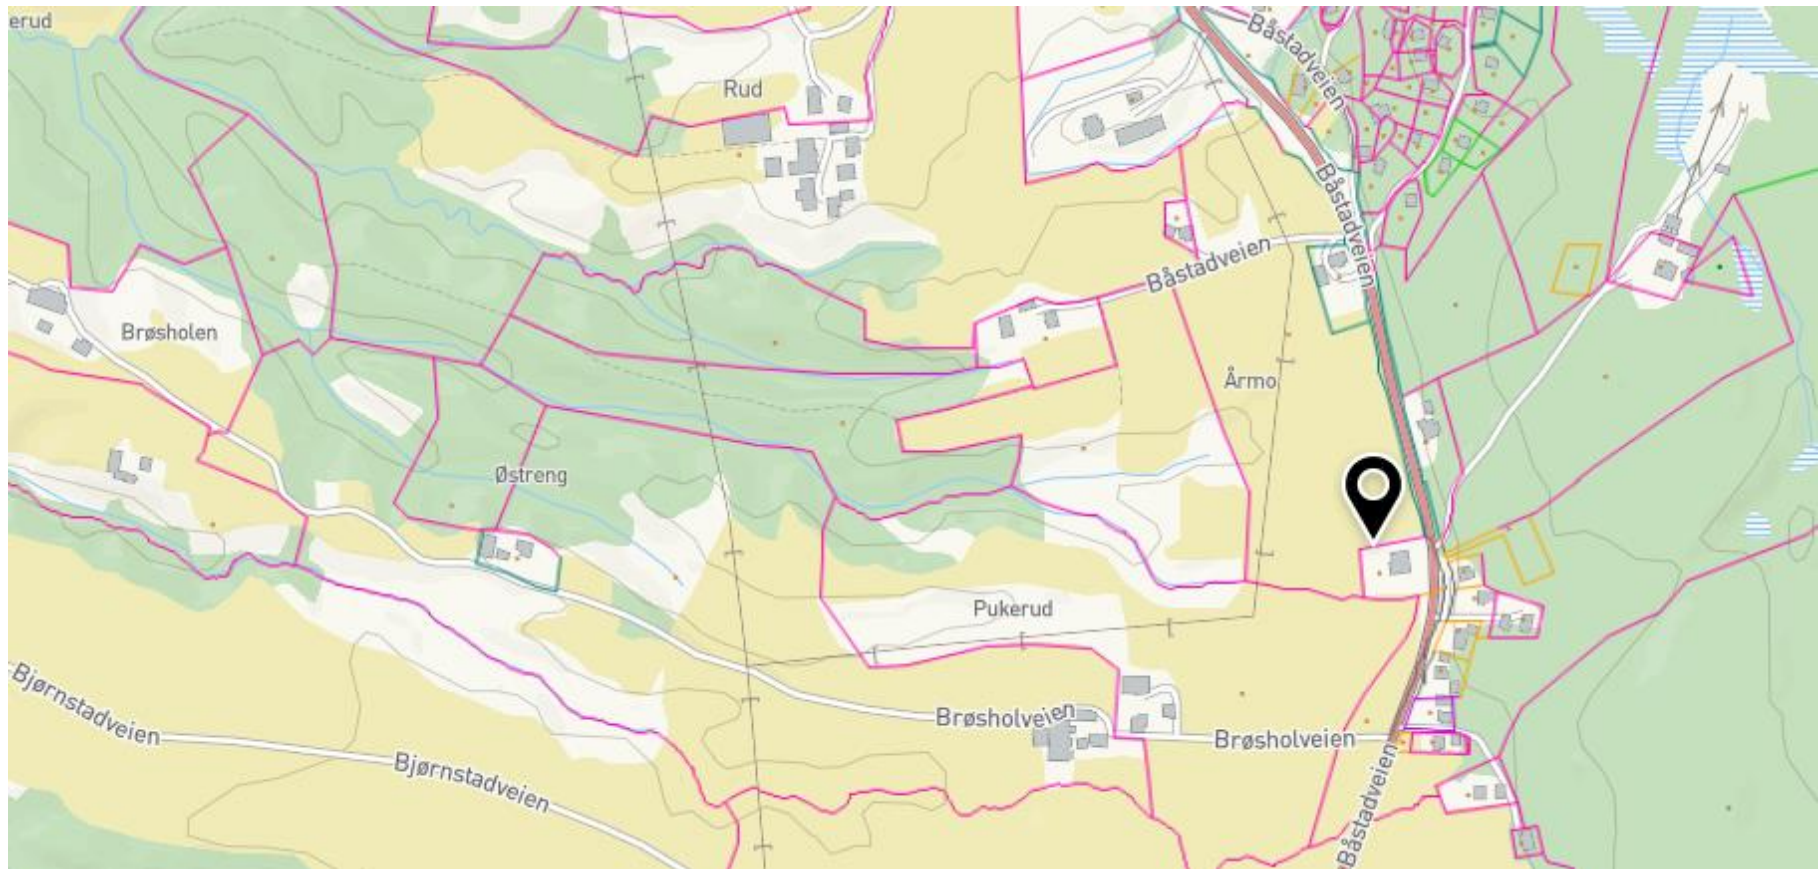 erud
Båstadveien
Rud
Båstadveien
Båstadveien
Brøsholen
Årmo
Østreng
Pukerud
Bjørnstadveien
Brøsholveien
Brøsholveien
Bjørnstadveien
Båstadveien